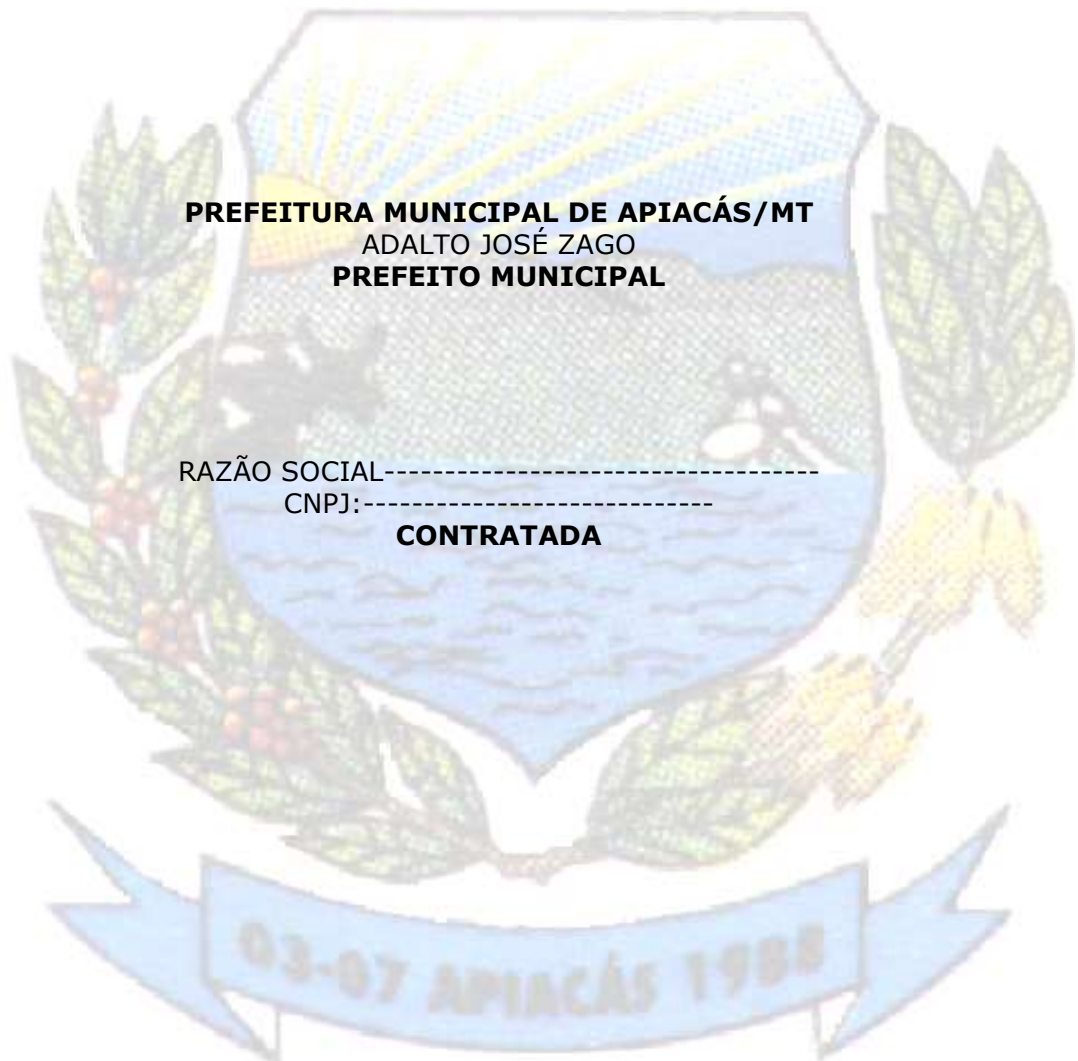 PREFEITURA MUNICIPAL DE APIACÁS/MT
ADALTO JOSÉ ZAGO
PREFEITO MUNICIPAL
RAZÃO SOCIAL------------------------------------
CNPJ:-----------------------------
CONTRATADA
03-07 APIACÁS 1988